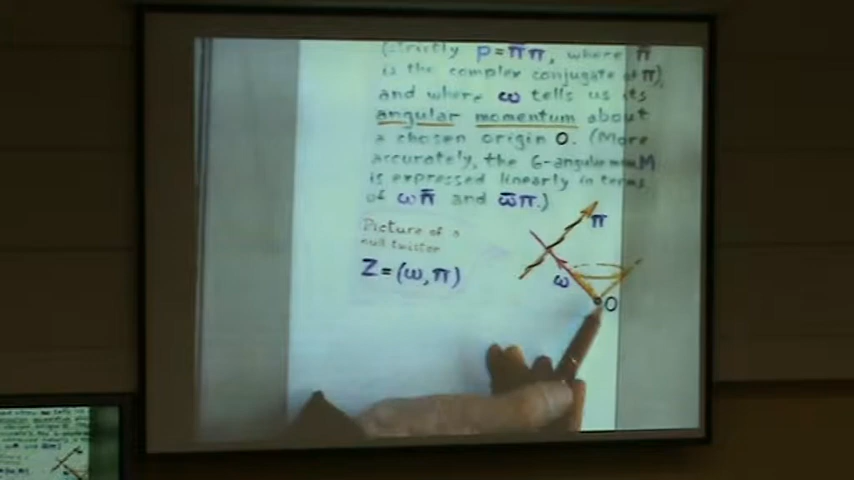 (Strictly p=π̄π, where π̄
is the complex conjugate of π),
and where ω tells us its
angular momentum about
a chosen origin O. (More
accurately, the 6-angular mom M
is expressed linearly in terms
of ωπ̄ and ω̄π.)
Picture of a
null twistor
Z=(ω,π)
π
ω
O